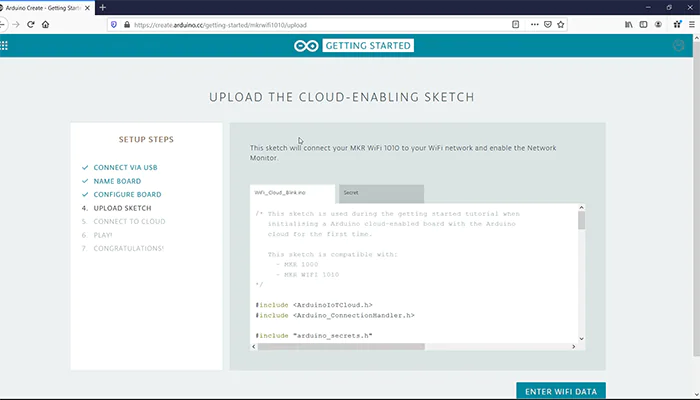 Arduino Create - Getting Started
https://create.arduino.cc/getting-started/mkrwifi1010/upload
GETTING STARTED
UPLOAD THE CLOUD-ENABLING SKETCH
SETUP STEPS
CONNECT VIA USB
NAME BOARD
CONFIGURE BOARD
4. UPLOAD SKETCH
5. CONNECT TO CLOUD
6. PLAY!
7. CONGRATULATIONS!
This sketch will connect your MKR WiFi 1010 to your WiFi network and enable the Network
Monitor.
WiFi_Cloud_Blink.ino
Secret
/* This sketch is used during the getting started tutorial when
initialising a Arduino cloud-enabled board with the Arduino
cloud for the first time.
This sketch is compatible with:
- MKR 1000
- MKR WIFI 1010
*/
#include <ArduinoIoTCloud.h>
#include <Arduino_ConnectionHandler.h>
#include "arduino_secrets.h"
ENTER WIFI DATA